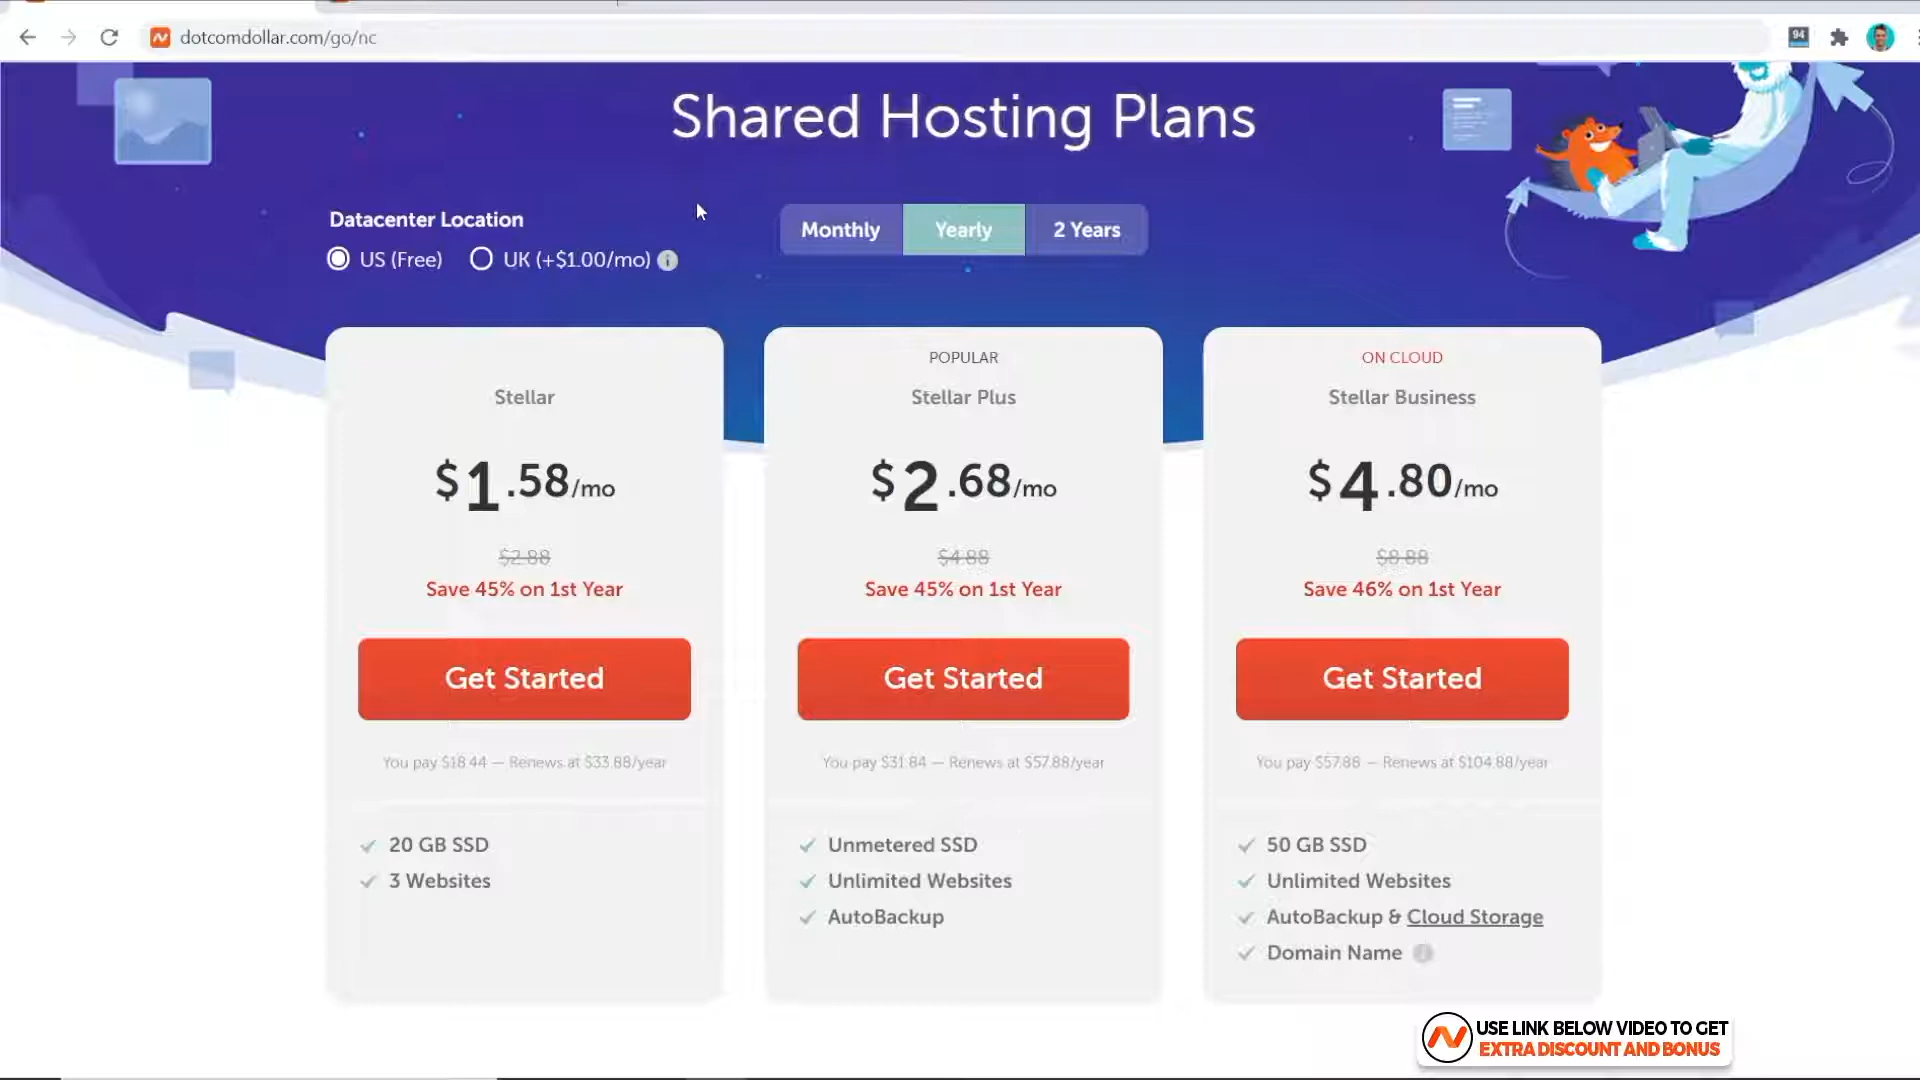 dotcomdollar.com/go/nc
94
Shared Hosting Plans
Datacenter Location
US (Free)
UK (+$1.00/mo)
Monthly
Yearly
2 Years
Stellar
$1.58/mo
$2.88
Save 45% on 1st Year
Get Started
You pay $18.44 — Renews at $33.88/year
20 GB SSD
3 Websites
POPULAR
Stellar Plus
$2.68/mo
$4.88
Save 45% on 1st Year
Get Started
You pay $31.84 — Renews at $57.88/year
Unmetered SSD
Unlimited Websites
AutoBackup
ON CLOUD
Stellar Business
$4.80/mo
$8.88
Save 46% on 1st Year
Get Started
You pay $57.88 — Renews at $104.88/year
50 GB SSD
Unlimited Websites
AutoBackup & Cloud Storage
Domain Name
USE LINK BELOW VIDEO TO GET
EXTRA DISCOUNT AND BONUS